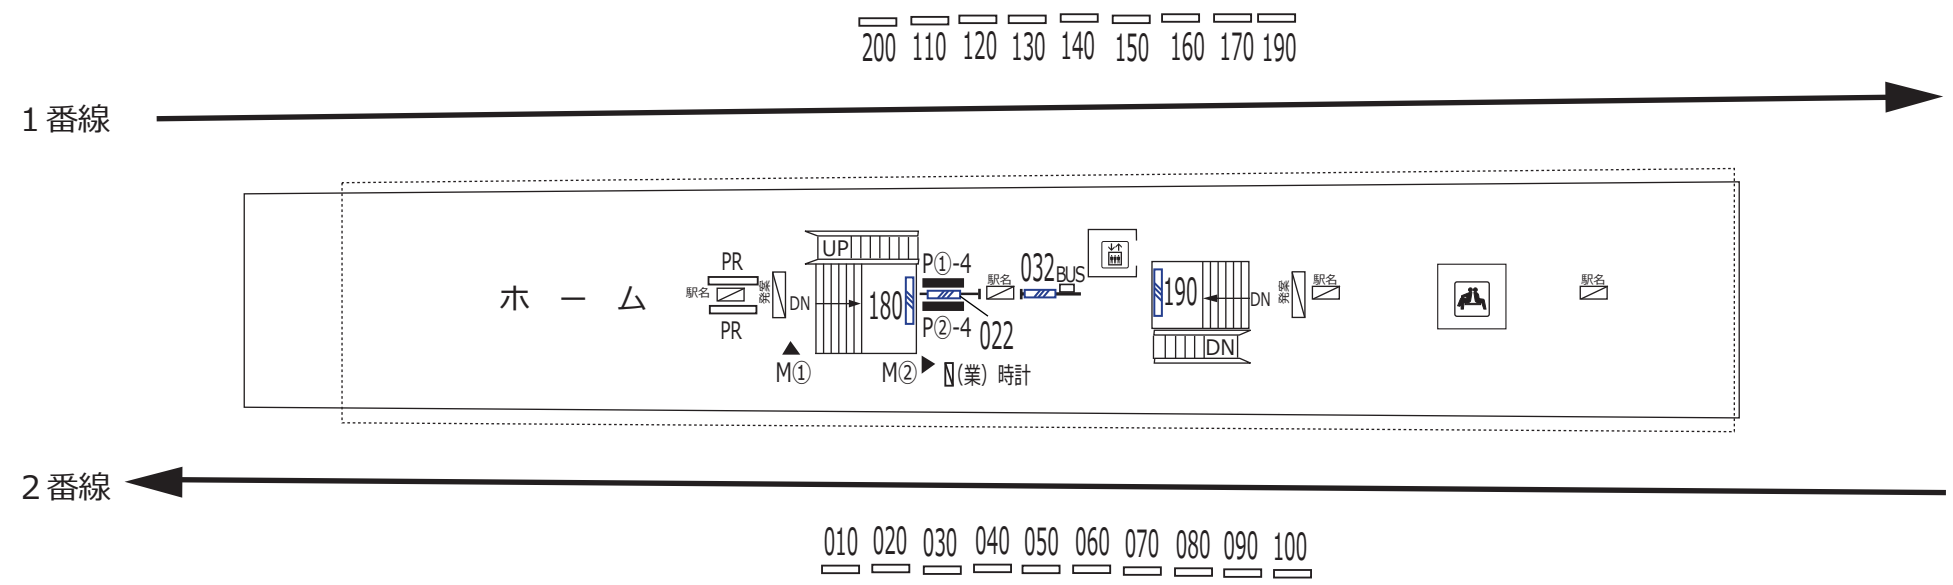 200 110 120 130 140 150 160 170 190
1番線
UP
PR
P①-4
032 BUS
駅名
発案
DN
ホーム
180
駅名
190
DN
発案
駅名
駅名
PR
P②-4
022
M①
M②
(業) 時計
DN
2番線
010 020 030 040 050 060 070 080 090 100